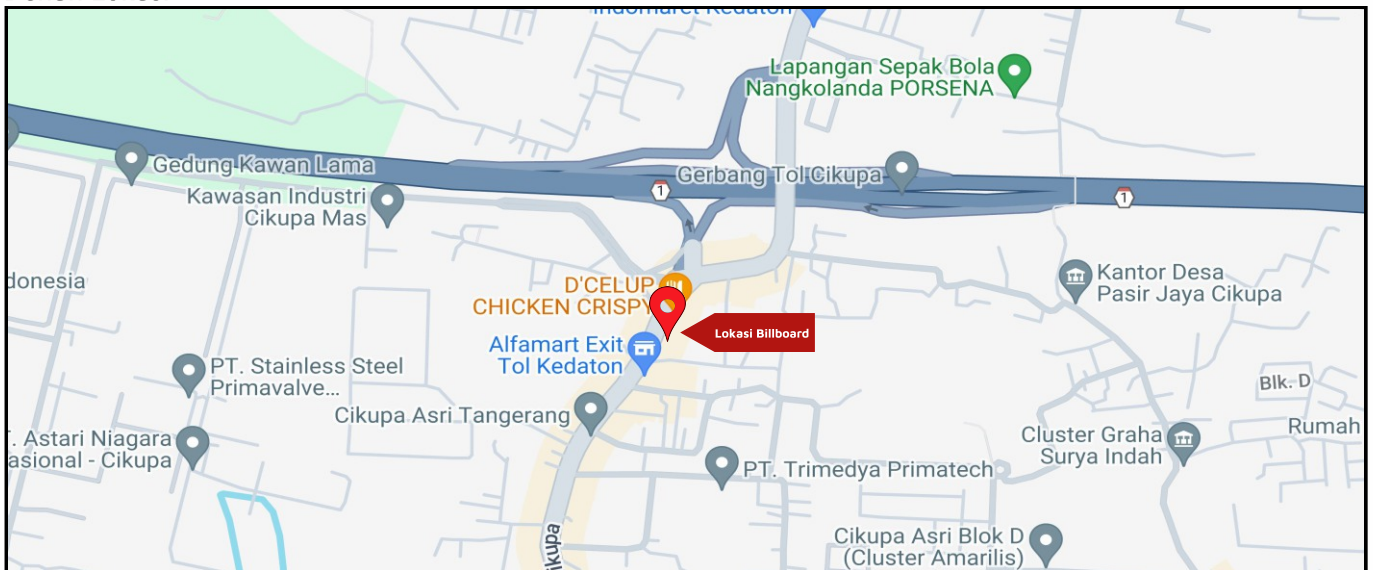 Indomaret Kedaton
Lapangan Sepak Bola
Nangkolanda PORSENA
Gedung Kawan Lama
Gerbang Tol Cikupa
1
1
Kawasan Industri
Cikupa Mas
donesia
D'CELUP
CHICKEN CRISPY
Kantor Desa
Pasir Jaya Cikupa
Lokasi Billboard
Alfamart Exit
Tol Kedaton
PT. Stainless Steel
Primavalve...
Blk. D
Cikupa Asri Tangerang
Rumah
T. Astari Niagara
asional - Cikupa
Cluster Graha
Surya Indah
PT. Trimedya Primatech
Cikupa Asri Blok D
(Cluster Amarilis)
ikupa